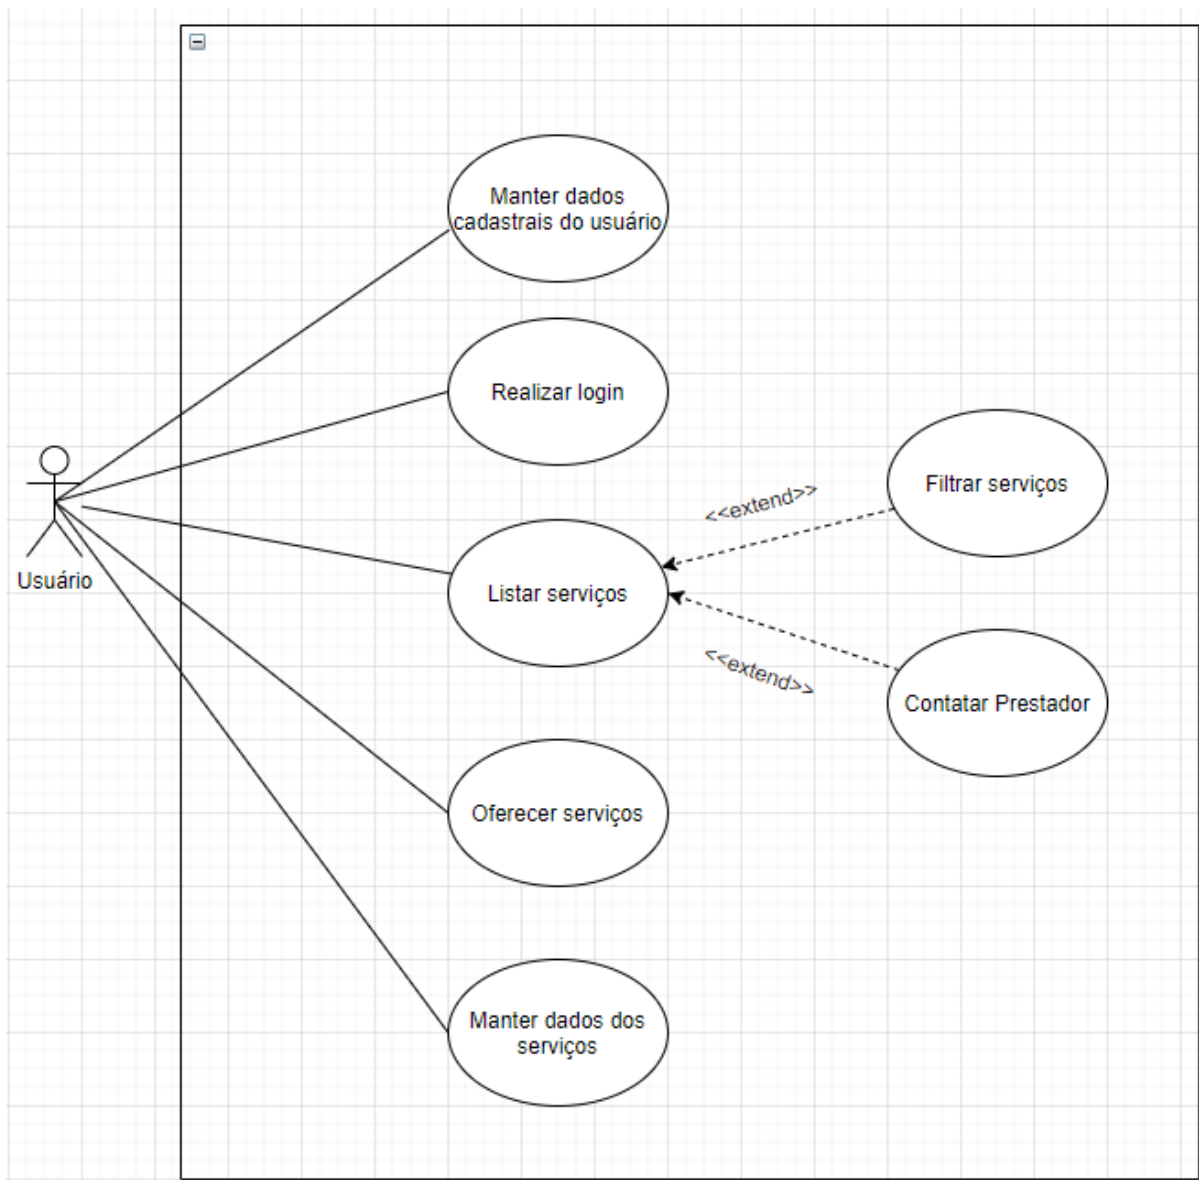 Manter dados
cadastrais do usuário
Realizar login
Filtrar serviços
<<extend>>
Usuário
Listar serviços
<<extend>>
Contatar Prestador
Oferecer serviços
Manter dados dos
serviços